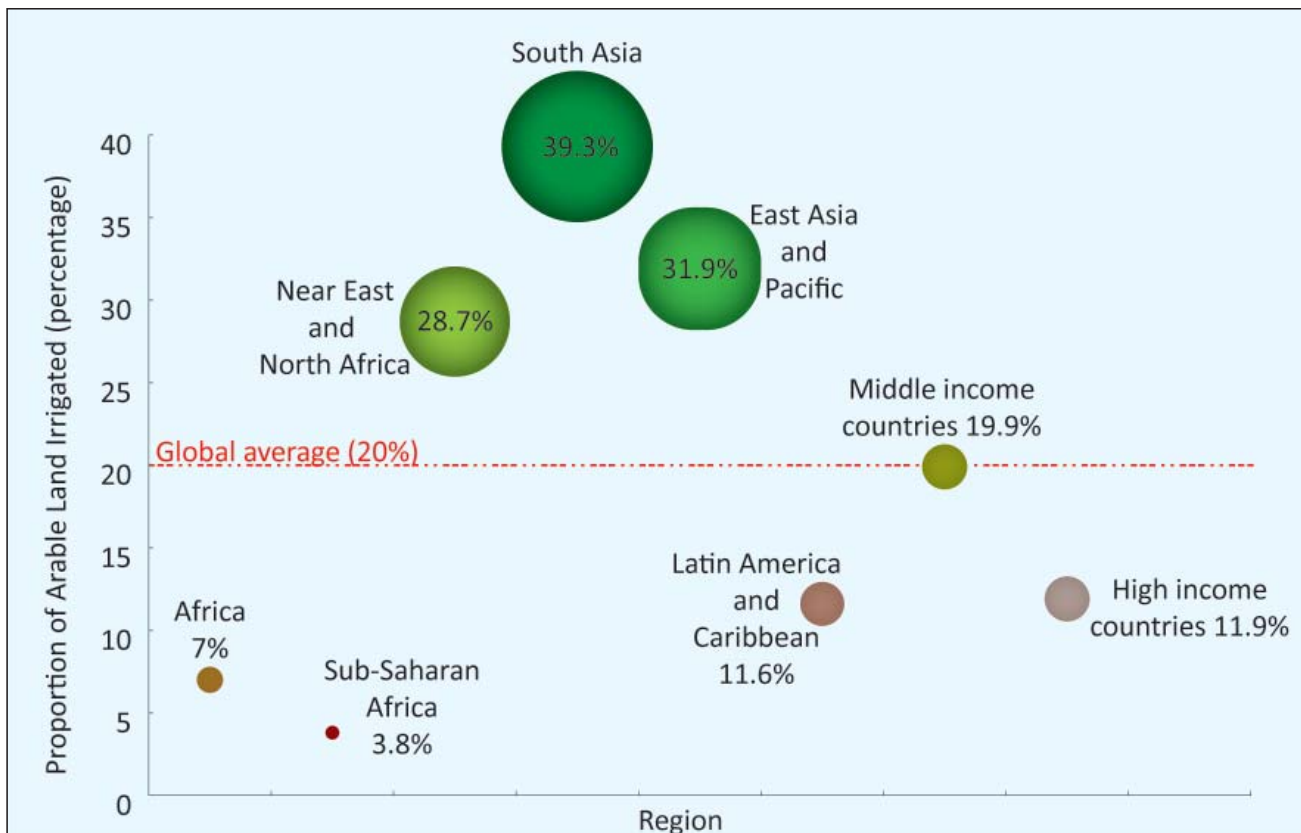 South Asia
39.3%
East Asia
and
Pacific
31.9%
Near East
and
North Africa
28.7%
Middle income
countries 19.9%
Global average (20%)
Latin America
and
Caribbean
11.6%
High income
countries 11.9%
Africa
7%
Sub-Saharan
Africa
3.8%
Proportion of Arable Land Irrigated (percentage)
40
35
30
25
20
15
10
5
0
Region